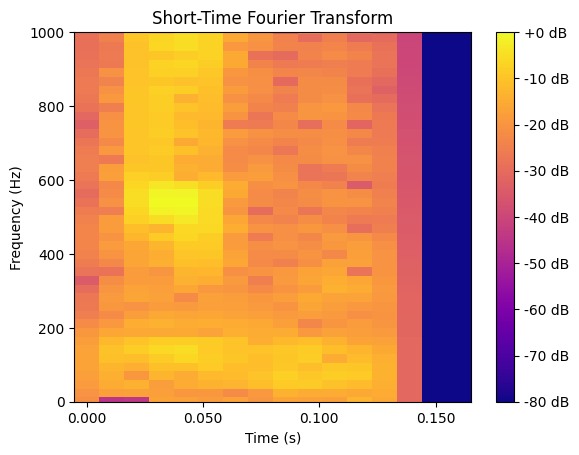 Short-Time Fourier Transform
1000
800
600
400
200
0
Frequency (Hz)
0.000
0.050
0.100
0.150
Time (s)
+0 dB
-10 dB
-20 dB
-30 dB
-40 dB
-50 dB
-60 dB
-70 dB
-80 dB